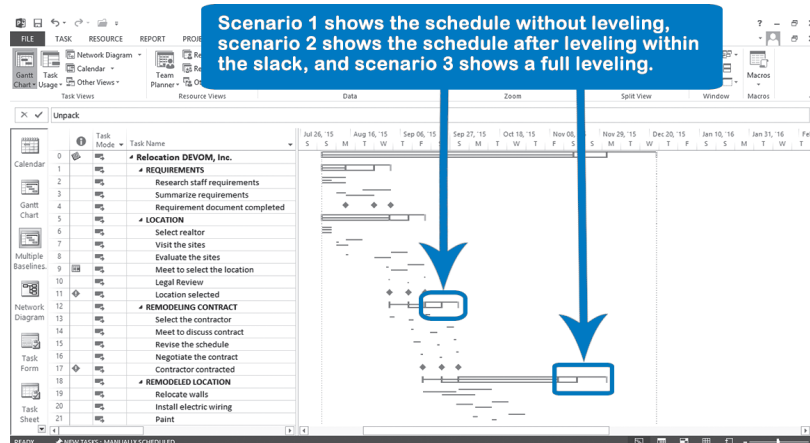 Scenario 1 shows the schedule without leveling,
scenario 2 shows the schedule after leveling within
the slack, and scenario 3 shows a full leveling.
FILE TASK RESOURCE REPORT
Gantt Chart Task Usage
Network Diagram
Calendar
Other Views
Team Planner
Macros
Task Views Resource Views Data Zoom Split View Window Macros
Unpack
Task Mode Task Name
Jul 26, '15 Aug 16, '15 Sep 06, '15 Sep 27, '15 Oct 18, '15 Nov 08, Nov 29, '15 Dec 20, '15 Jan 10, '16 Jan 31, '16
0 Relocation DEVOM, Inc.
1 REQUIREMENTS
2 Research staff requirements
3 Summarize requirements
4 Requirement document completed
5 LOCATION
6 Select realtor
7 Visit the sites
8 Evaluate the sites
9 Meet to select the location
10 Legal Review
11 Location selected
12 REMODELING CONTRACT
13 Select the contractor
14 Meet to discuss contract
15 Revise the schedule
16 Negotiate the contract
17 Contractor contracted
18 REMODELED LOCATION
19 Relocate walls
20 Install electric wiring
21 Paint
Calendar
Gantt Chart
Multiple Baselines.
Network Diagram
Task Form
Task Sheet
READY NEW TASKS : MANUALLY SCHEDULED